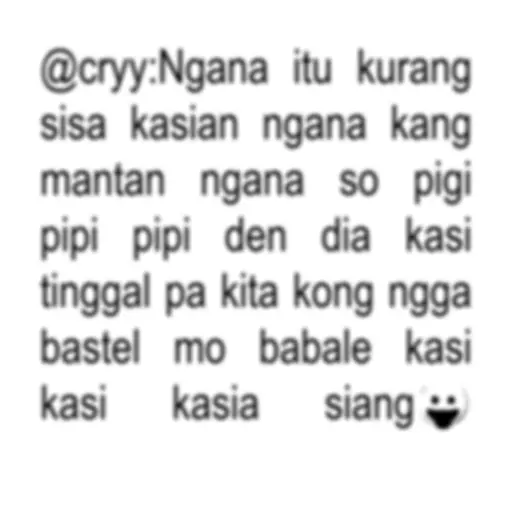 @cryy:Ngana itu kurang
sisa kasian ngana kang
mantan ngana so pigi
pipi pipi den dia kasi
tinggal pa kita kong ngga
bastel mo babale kasi
kasi kasia siang😀